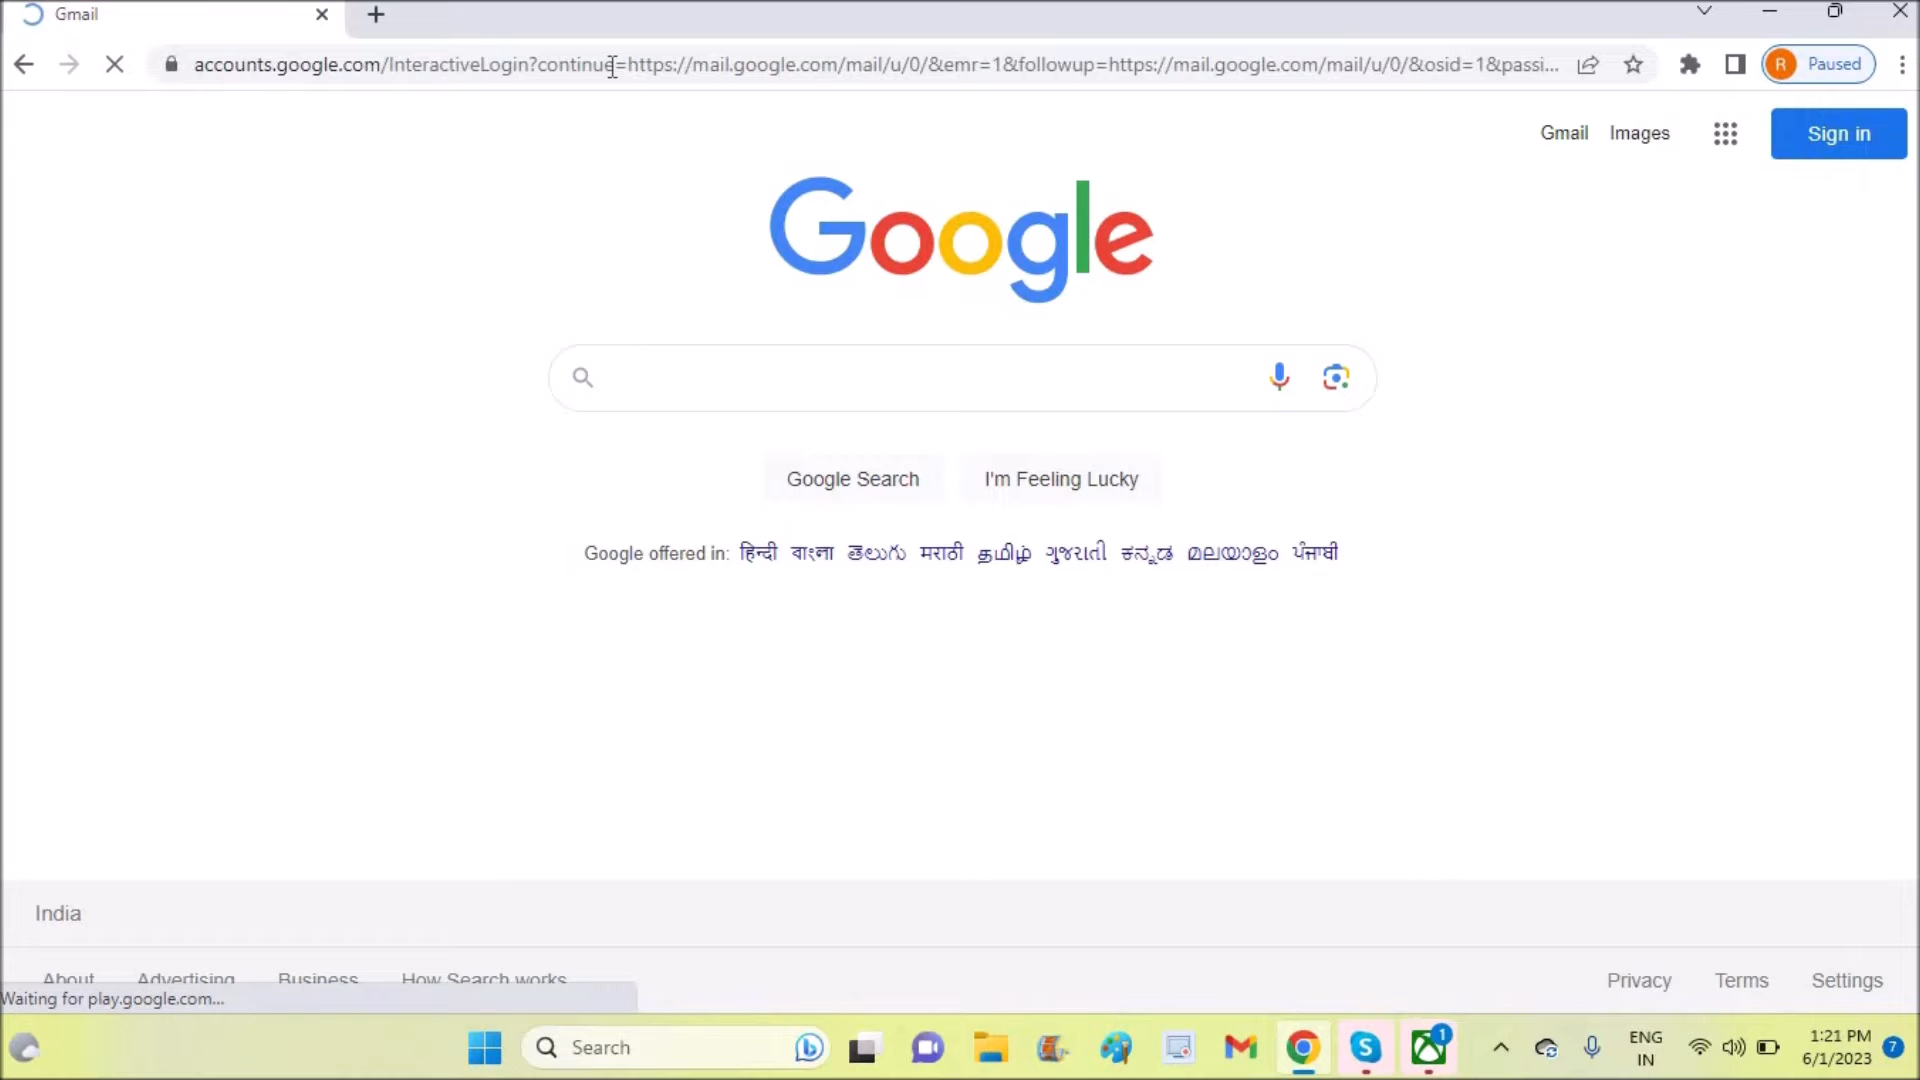 Gmail
accounts.google.com/InteractiveLogin?continue=https://mail.google.com/mail/u/0/&emr=1&followup=https://mail.google.com/mail/u/0/&osid=1&passi... R Paused
Gmail Images Sign in
Google
Google Search I'm Feeling Lucky
Google offered in: हिन्दी বাংলা తెలుగు मराठी தமிழ் ગુજરાતી ಕನ್ನಡ മലയാളം ਪੰਜਾਬੀ
India
About Advertising Business How Search works Privacy Terms Settings
Waiting for play.google.com...
Search 1 ENG IN 1:21 PM 6/1/2023 7